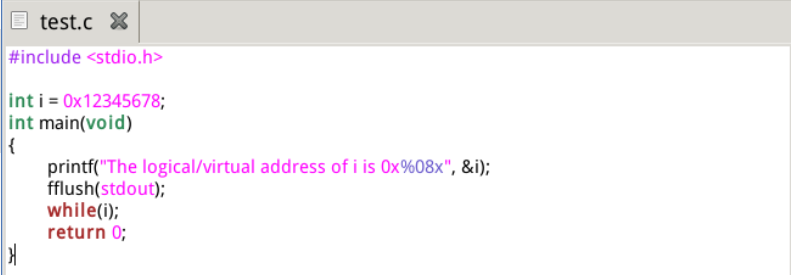 test.c
#include <stdio.h>
int i = 0x12345678;
int main(void)
{
printf("The logical/virtual address of i is 0x%08x", &i);
fflush(stdout);
while(i);
return 0;
}